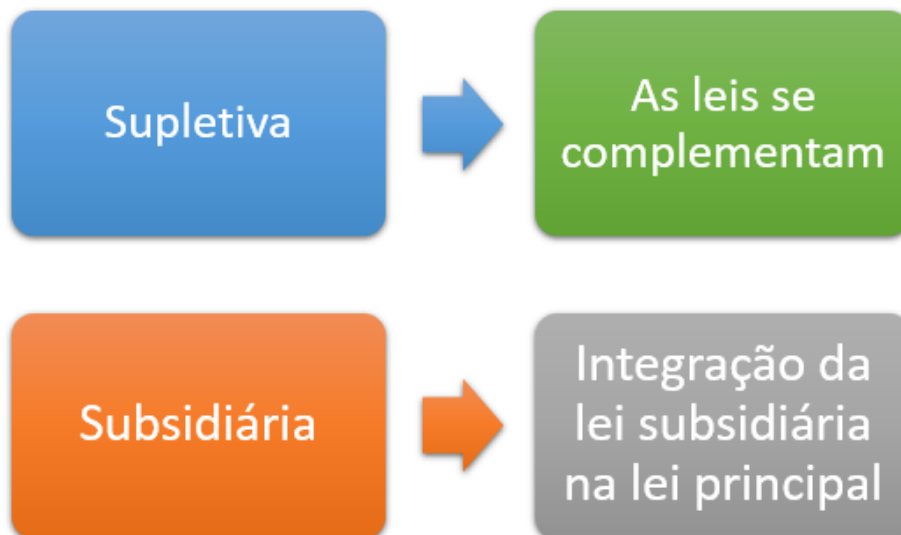 Supletiva
As leis se
complementam
Subsidiária
Integração da
lei subsidiária
na lei principal